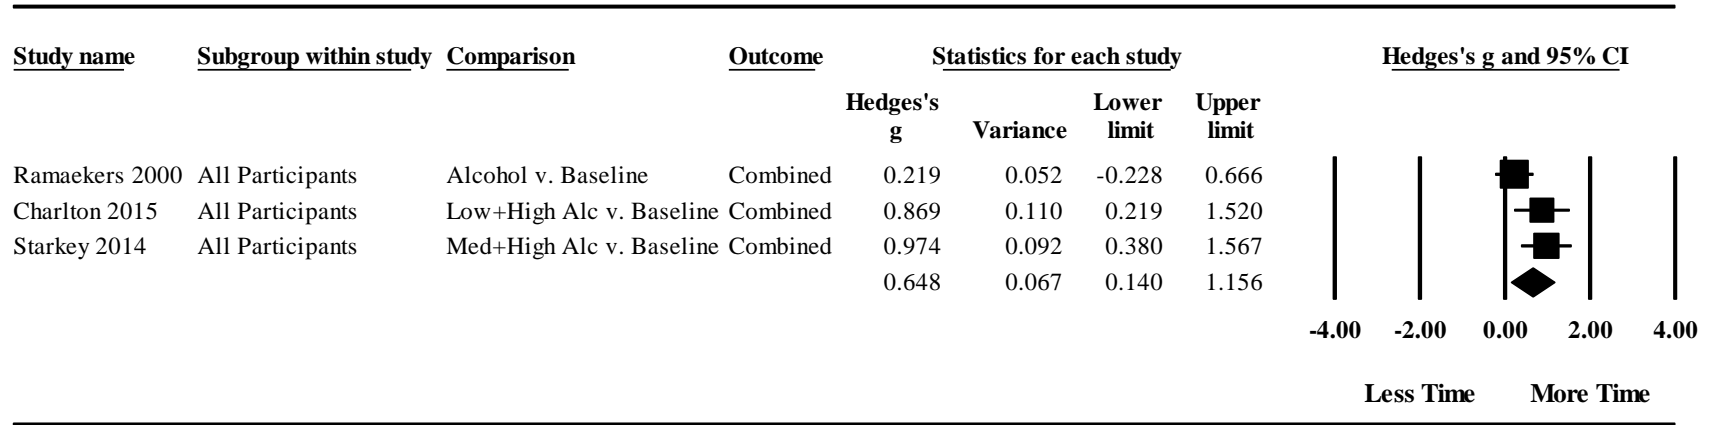 Study name Subgroup within study Comparison Outcome Statistics for each study Hedges's g and 95% CI
Hedges's Lower Upper
g Variance limit limit
Ramaekers 2000 All Participants Alcohol v. Baseline Combined 0.219 0.052 -0.228 0.666
Charlton 2015 All Participants Low+High Alc v. Baseline Combined 0.869 0.110 0.219 1.520
Starkey 2014 All Participants Med+High Alc v. Baseline Combined 0.974 0.092 0.380 1.567
0.648 0.067 0.140 1.156
-4.00 -2.00 0.00 2.00 4.00
Less Time More Time